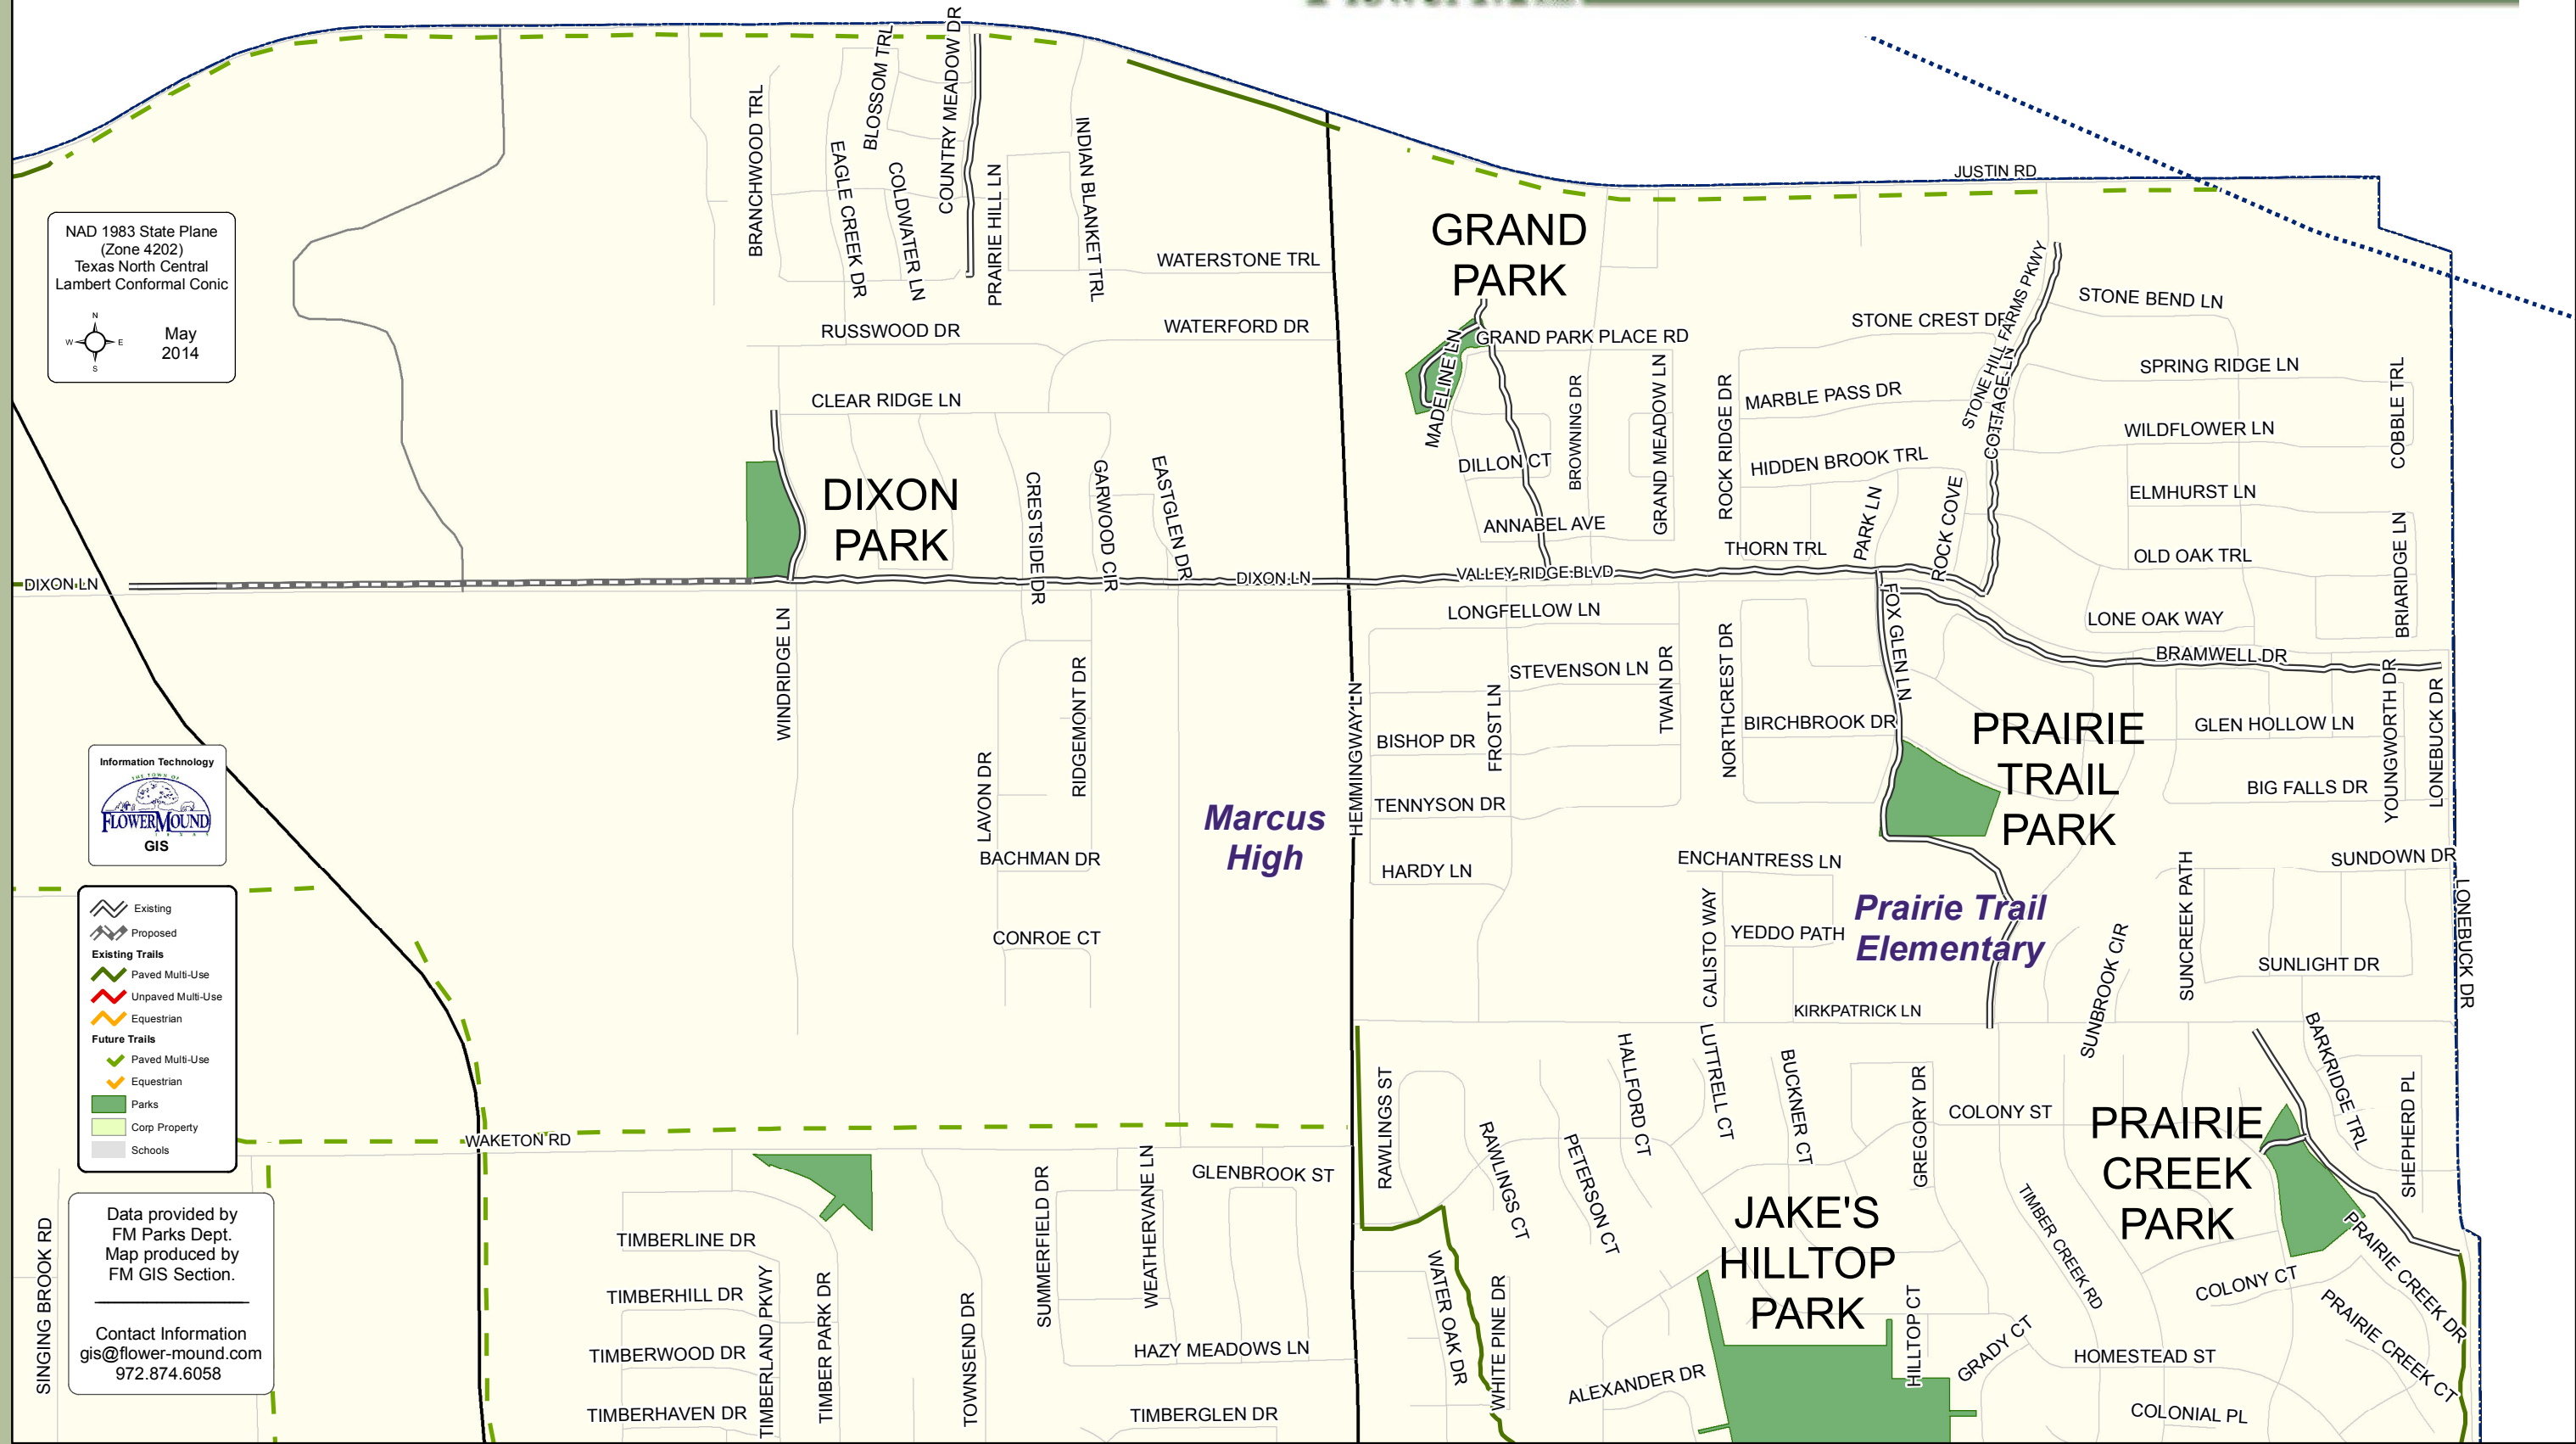 JUSTIN RD
COUNTRY MEADOW DR
BLOSSOM TRL
BRANCHWOOD TRL
EAGLE CREEK DR
COLDWATER LN
PRAIRIE HILL LN
INDIAN BLANKET TRL
WATERSTONE TRL
WATERFORD DR
RUSSWOOD DR
CLEAR RIDGE LN
NAD 1983 State Plane
(Zone 4202)
Texas North Central
Lambert Conformal Conic
N
W
E
S
May
2014
GRAND
PARK
GRAND PARK PLACE RD
MADELINE LN
DILLON CT
BROWNING DR
GRAND MEADOW LN
ROCK RIDGE DR
ANNABEL AVE
STONE CREST DR
MARBLE PASS DR
HIDDEN BROOK TRL
THORN TRL
PARK LN
ROCK COVE
STONE HILL FARMS PKWY
COTTAGE LN
STONE BEND LN
SPRING RIDGE LN
WILDFLOWER LN
COBBLE TRL
ELMHURST LN
OLD OAK TRL
BRIARIDGE LN
LONE OAK WAY
BRAMWELL DR
DIXON
PARK
CRESTSIDE DR
GARWOOD CIR
EASTGLEN DR
DIXON LN
DIXON LN
VALLEY RIDGE BLVD
WINDRIDGE LN
LONGFELLOW LN
STEVENSON LN
TWAIN DR
NORTHCREST DR
FOX GLEN LN
FROST LN
BISHOP DR
BIRCHBROOK DR
TENNYSON DR
HEMMINGWAY LN
HARDY LN
LAVON DR
RIDGEMONT DR
BACHMAN DR
CONROE CT
Marcus
High
PRAIRIE
TRAIL
PARK
GLEN HOLLOW LN
BIG FALLS DR
YOUNGWORTH DR
LONEBUCK DR
SUNDOWN DR
LONEBUCK DR
ENCHANTRESS LN
CALISTO WAY
YEDDO PATH
Prairie Trail
Elementary
KIRKPATRICK LN
SUNBROOK CIR
SUNCREEK PATH
SUNLIGHT DR
BARKRIDGE TRL
SHEPHERD PL
Information Technology
THE TOWN OF
FLOWER MOUND
TEXAS
GIS
Existing
Proposed
Existing Trails
Paved Multi-Use
Unpaved Multi-Use
Equestrian
Future Trails
Paved Multi-Use
Equestrian
Parks
Corp Property
Schools
WAKETON RD
Data provided by
FM Parks Dept.
Map produced by
FM GIS Section.
Contact Information
gis@flower-mound.com
972.874.6058
SINGING BROOK RD
TIMBERLINE DR
TIMBERHILL DR
TIMBERWOOD DR
TIMBERHAVEN DR
TIMBERLAND PKWY
TIMBER PARK DR
TOWNSEND DR
SUMMERFIELD DR
WEATHERVANE LN
GLENBROOK ST
HAZY MEADOWS LN
TIMBERGLEN DR
RAWLINGS ST
RAWLINGS CT
PETERSON CT
HALLFORD CT
LUTTRELL CT
BUCKNER CT
GREGORY DR
COLONY ST
WATER OAK DR
WHITE PINE DR
ALEXANDER DR
JAKE'S
HILLTOP
PARK
HILLTOP CT
GRADY CT
TIMBER CREEK RD
PRAIRIE
CREEK
PARK
COLONY CT
PRAIRIE CREEK DR
PRAIRIE CREEK CT
HOMESTEAD ST
COLONIAL PL